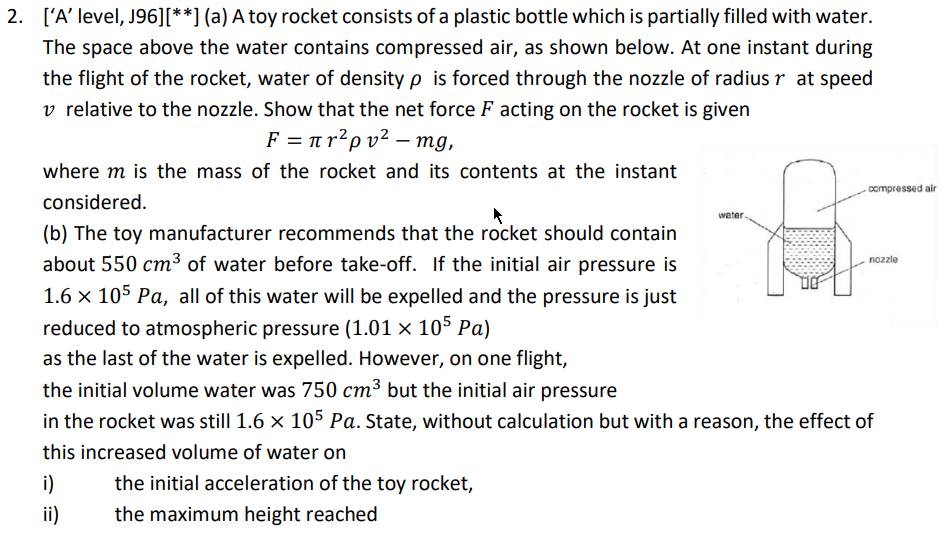 2. [‘A’ level, J96][**] (a) A toy rocket consists of a plastic bottle which is partially filled with water.
The space above the water contains compressed air, as shown below. At one instant during
the flight of the rocket, water of density ρ is forced through the nozzle of radius r at speed
v relative to the nozzle. Show that the net force F acting on the rocket is given
F = π r²ρ v² − mg,
where m is the mass of the rocket and its contents at the instant
considered.
(b) The toy manufacturer recommends that the rocket should contain
about 550 cm³ of water before take-off. If the initial air pressure is
1.6 × 10⁵ Pa, all of this water will be expelled and the pressure is just
reduced to atmospheric pressure (1.01 × 10⁵ Pa)
as the last of the water is expelled. However, on one flight,
the initial volume water was 750 cm³ but the initial air pressure
in the rocket was still 1.6 × 10⁵ Pa. State, without calculation but with a reason, the effect of
this increased volume of water on
i) the initial acceleration of the toy rocket,
ii) the maximum height reached
compressed air
water
nozzle